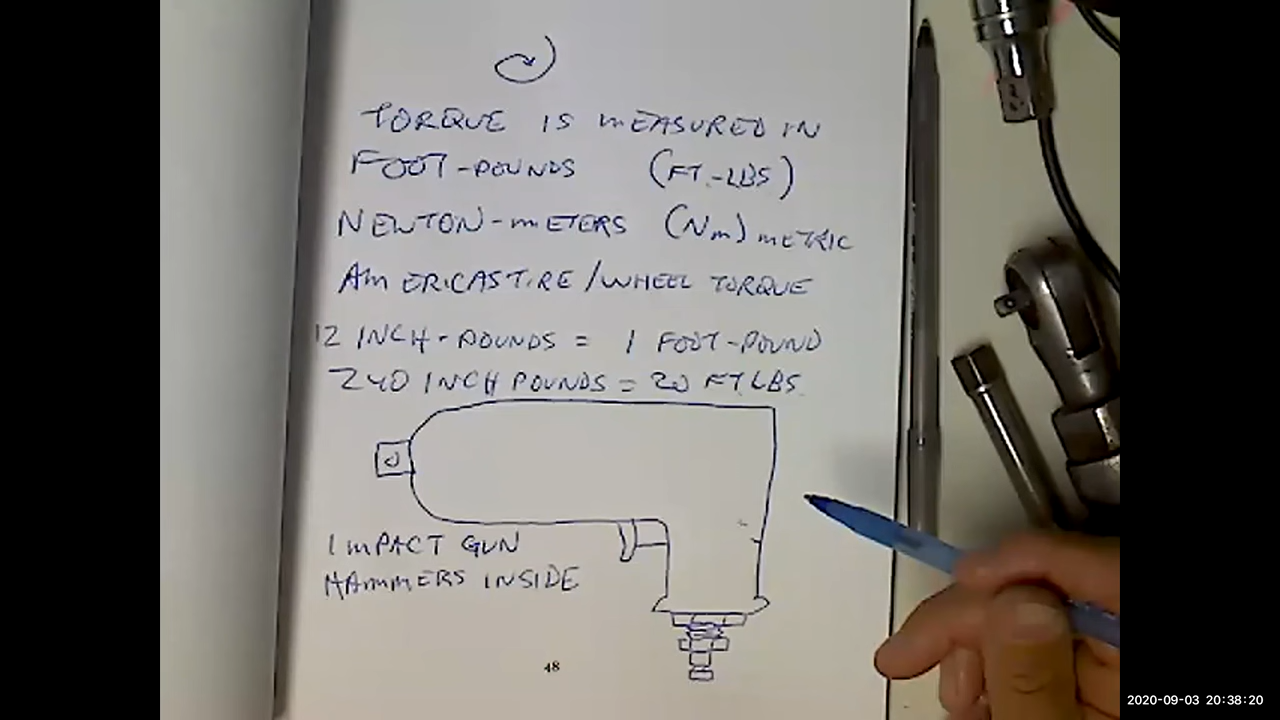 TORQUE IS MEASURED IN
FOOT-POUNDS (FT.-LBS)
NEWTON-METERS (Nm) METRIC
AMERICASTIRE/WHEEL TORQUE
12 INCH-POUNDS = 1 FOOT-POUND
240 INCH POUNDS = 20 FT LBS.
IMPACT GUN
HAMMERS INSIDE
48
2020-09-03 20:38:20